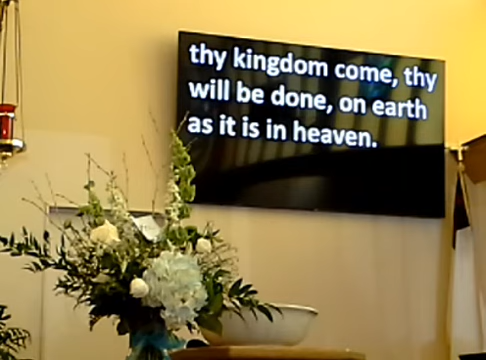 thy kingdom come, thy
will be done, on earth
as it is in heaven.